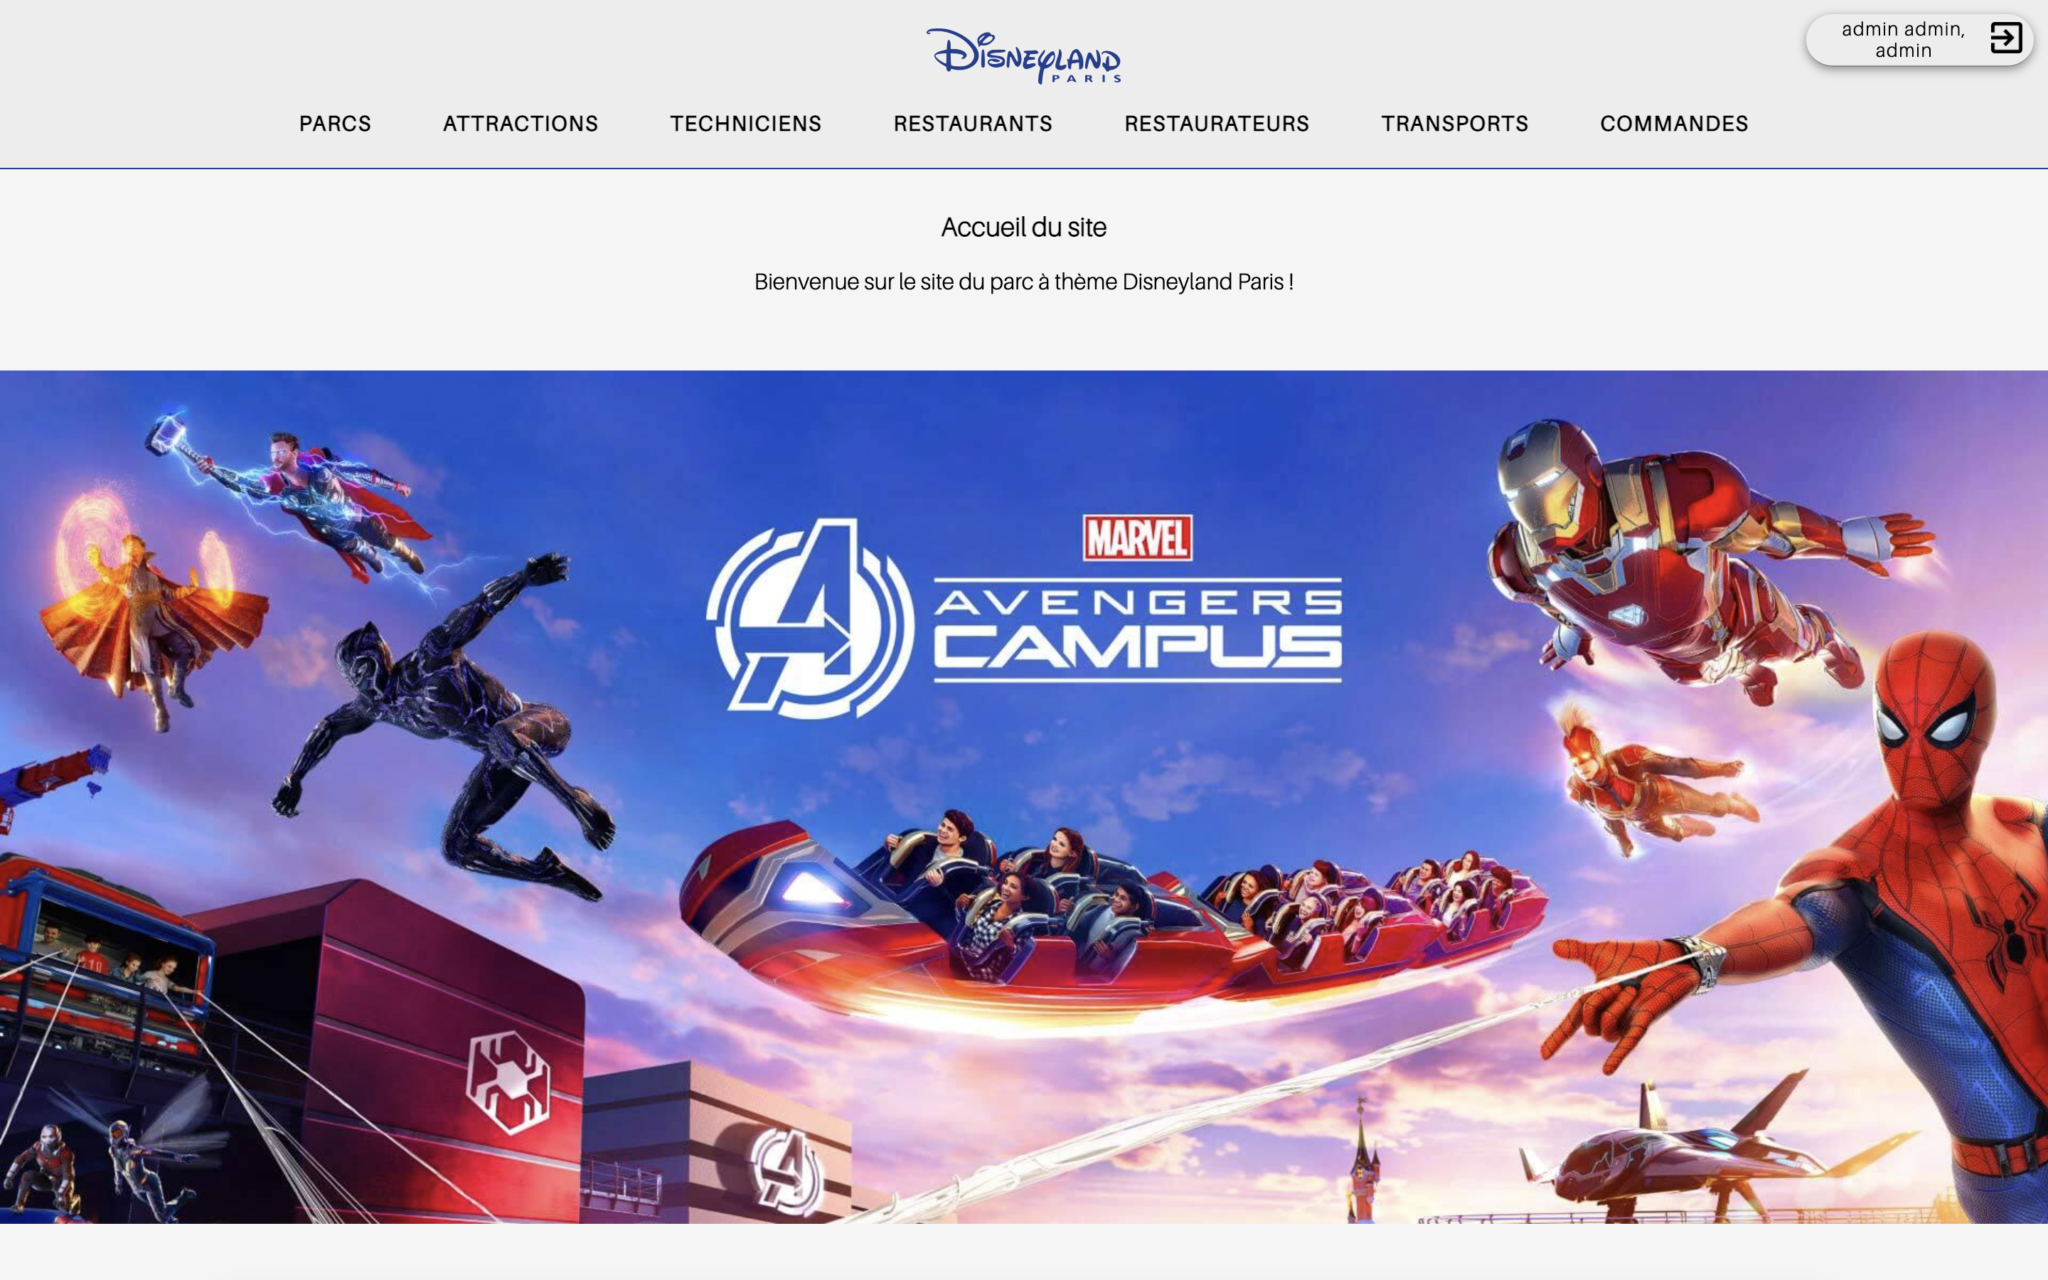 Disneyland
PARIS
admin admin,
admin
PARCS ATTRACTIONS TECHNICIENS RESTAURANTS RESTAURATEURS TRANSPORTS COMMANDES
Accueil du site
Bienvenue sur le site du parc à thème Disneyland Paris !
MARVEL
AVENGERS
CAMPUS